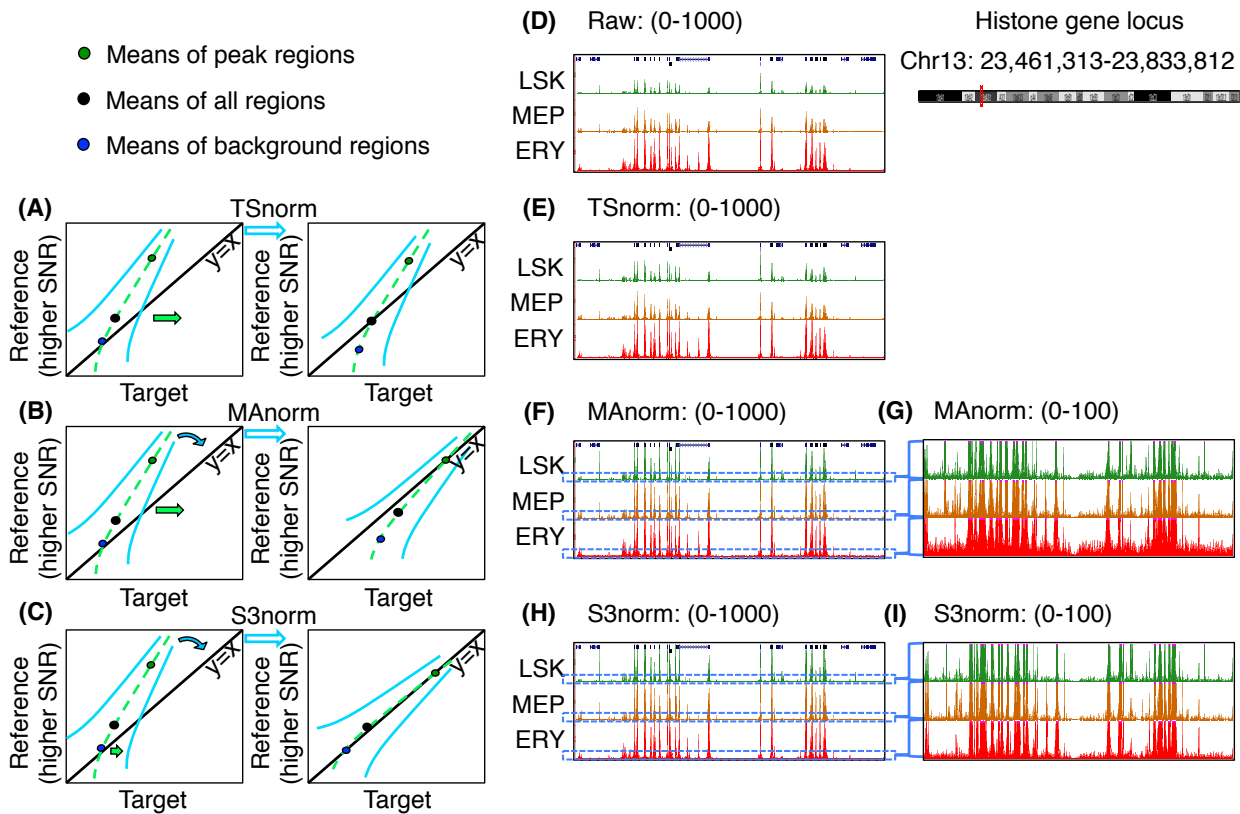 Means of peak regions
Means of all regions
Means of background regions
(D) Raw: (0-1000)
LSK
MEP
ERY
Histone gene locus
Chr13: 23,461,313-23,833,812
(A) TSnorm
Reference
(higher SNR)
y=x
Target
Reference
(higher SNR)
y=x
Target
(E) TSnorm: (0-1000)
LSK
MEP
ERY
(B) MAnorm
Reference
(higher SNR)
y=x
Target
Reference
(higher SNR)
y=x
Target
(F) MAnorm: (0-1000)
LSK
MEP
ERY
(G) MAnorm: (0-100)
(C) S3norm
Reference
(higher SNR)
y=x
Target
Reference
(higher SNR)
y=x
Target
(H) S3norm: (0-1000)
LSK
MEP
ERY
(I) S3norm: (0-100)